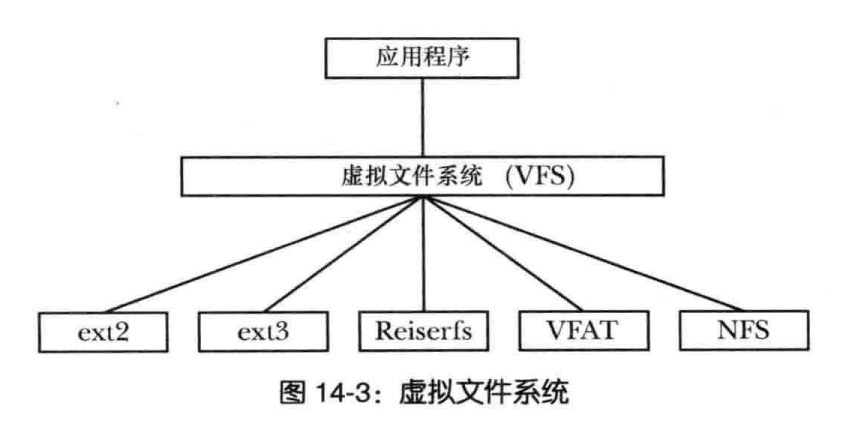 应用程序
虚拟文件系统 (VFS)
ext2 ext3 Reiserfs VFAT NFS
图 14-3：虚拟文件系统